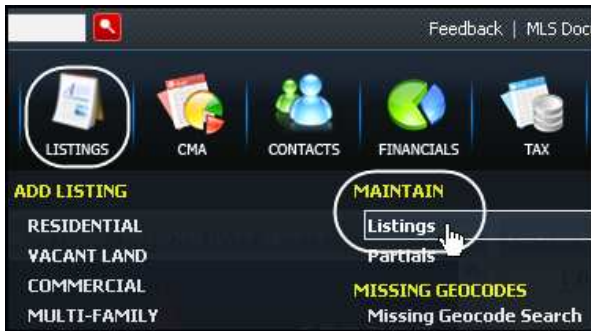 Feedback | MLS Doc
LISTINGS CMA CONTACTS FINANCIALS TAX
ADD LISTING MAINTAIN
RESIDENTIAL Listings
VACANT LAND Partials
COMMERCIAL MISSING GEOCODES
MULTI-FAMILY Missing Geocode Search